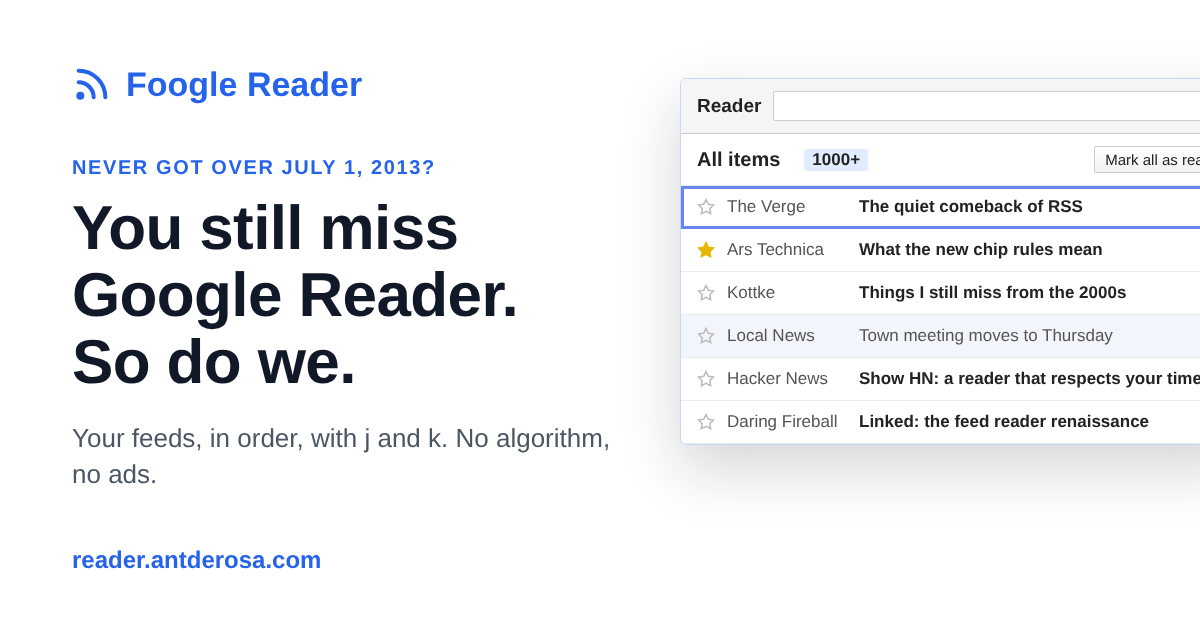 Foogle Reader
NEVER GOT OVER JULY 1, 2013?
You still miss
Google Reader.
So do we.
Your feeds, in order, with j and k. No algorithm,
no ads.
reader.antderosa.com
Reader
All items 1000+ Mark all as rea
The Verge The quiet comeback of RSS
Ars Technica What the new chip rules mean
Kottke Things I still miss from the 2000s
Local News Town meeting moves to Thursday
Hacker News Show HN: a reader that respects your time
Daring Fireball Linked: the feed reader renaissance